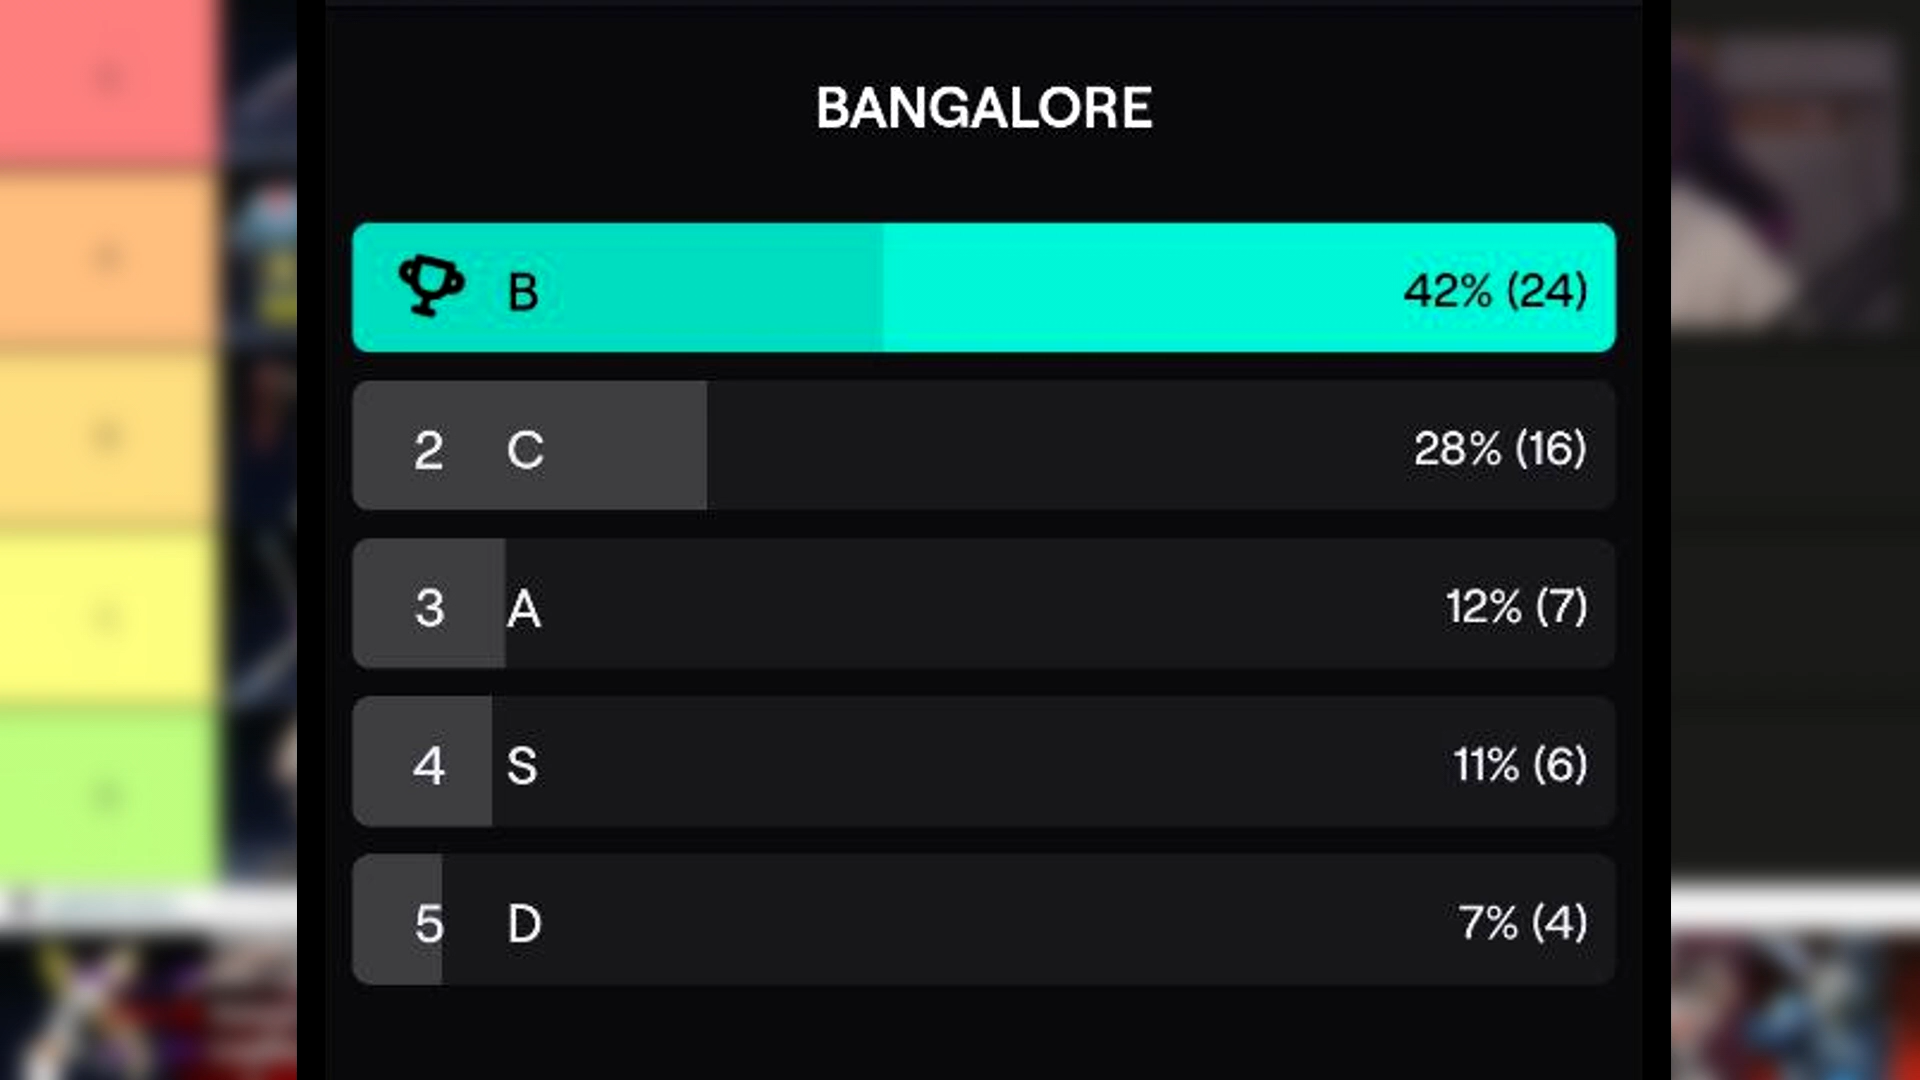 BANGALORE
B 42% (24)
2 C 28% (16)
3 A 12% (7)
4 S 11% (6)
5 D 7% (4)